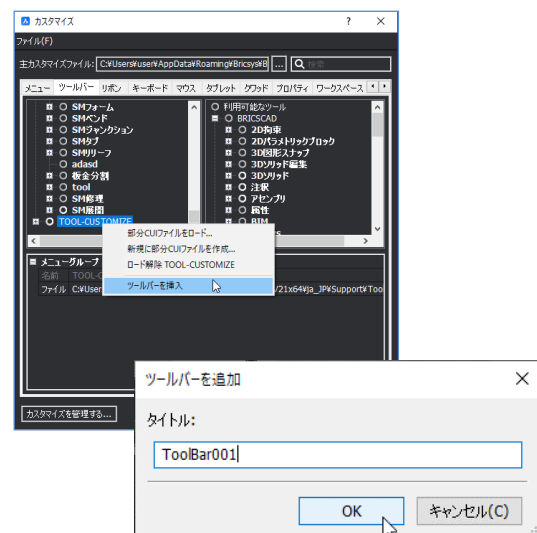 カスタマイズ
?
ファイル(F)
主カスタマイズファイル: C:¥Users¥user¥AppData¥Roaming¥Bricsys¥B ... 検索
メニュー ツールバー リボン キーボード マウス タブレット クワッド プロパティ ワークスペース
SMフォーム
SMベンド
SMジャンクション
SMタブ
SMリリーフ
adasd
板金分割
tool
SM修理
SM展開
TOOL-CUSTOMIZE
利用可能なツール
BRICSCAD
2D拘束
2Dパラメトリックブロック
3D図形スナップ
3Dソリッド編集
3Dソリッド
注釈
アセンブリ
属性
BIM
部分CUIファイルをロード...
新規に部分CUIファイルを作成...
ロード解除 TOOL-CUSTOMIZE
ツールバーを挿入
メニューグループ
名前 TOOL-C
ファイル C:¥User /21x64¥ja_JP¥Support¥Too
カスタマイズを管理する...
ツールバーを追加
タイトル:
ToolBar001
OK キャンセル(C)